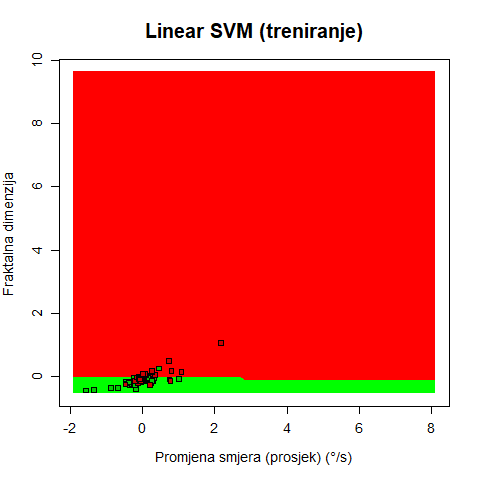 Linear SVM (treniranje)
10
8
6
4
2
0
Fraktalna dimenzija
-2 0 2 4 6 8
Promjena smjera (prosjek) (°/s)